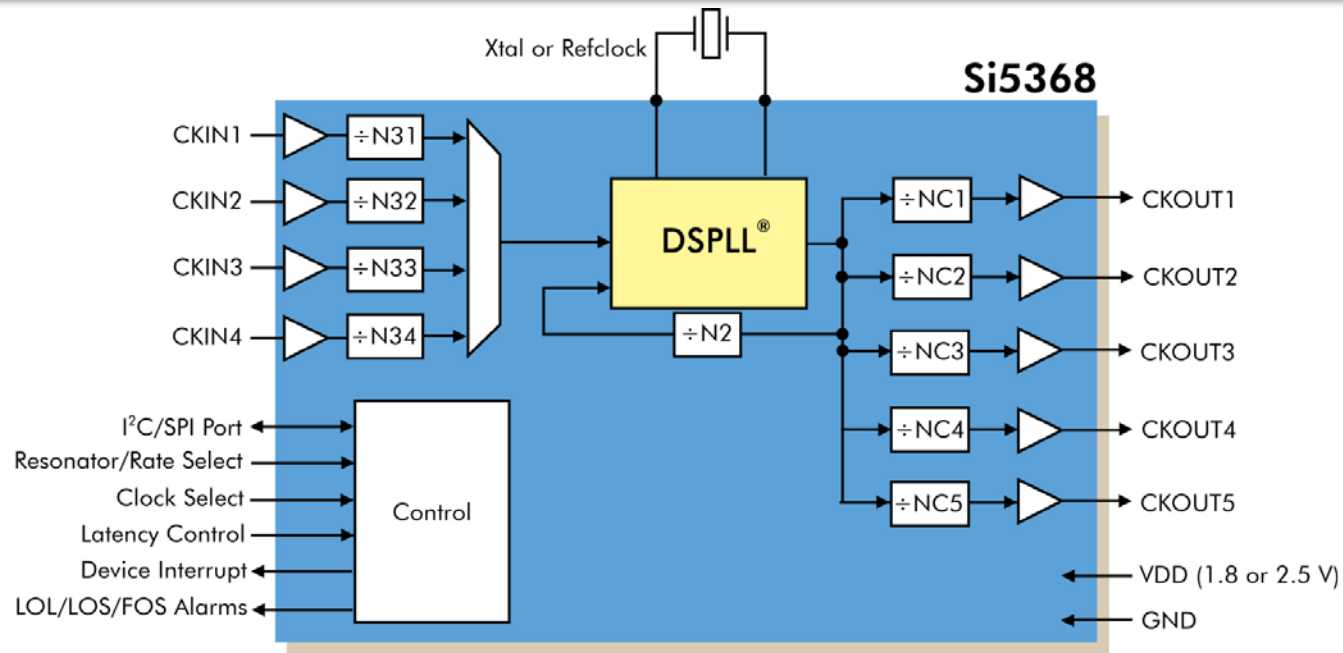 Xtal or Refclock
Si5368
CKIN1
÷N31
CKIN2
÷N32
CKIN3
÷N33
CKIN4
÷N34
DSPLL®
÷N2
÷NC1
CKOUT1
÷NC2
CKOUT2
÷NC3
CKOUT3
÷NC4
CKOUT4
÷NC5
CKOUT5
I²C/SPI Port
Resonator/Rate Select
Clock Select
Latency Control
Device Interrupt
LOL/LOS/FOS Alarms
Control
VDD (1.8 or 2.5 V)
GND